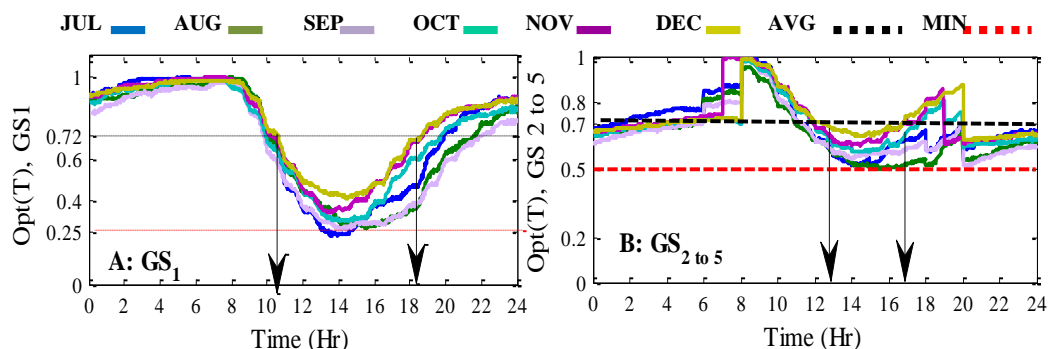 JUL AUG SEP OCT NOV DEC AVG MIN
Opt(T), GS1
1
0.72
0.6
0.4
0.25
0
A: GS1
0 2 4 6 8 10 12 14 16 18 20 22 24
Time (Hr)
Opt(T), GS 2 to 5
1
0.8
0.7
0.5
0.2
0
B: GS2 to 5
0 2 4 6 8 10 12 14 16 18 20 22 24
Time (Hr)